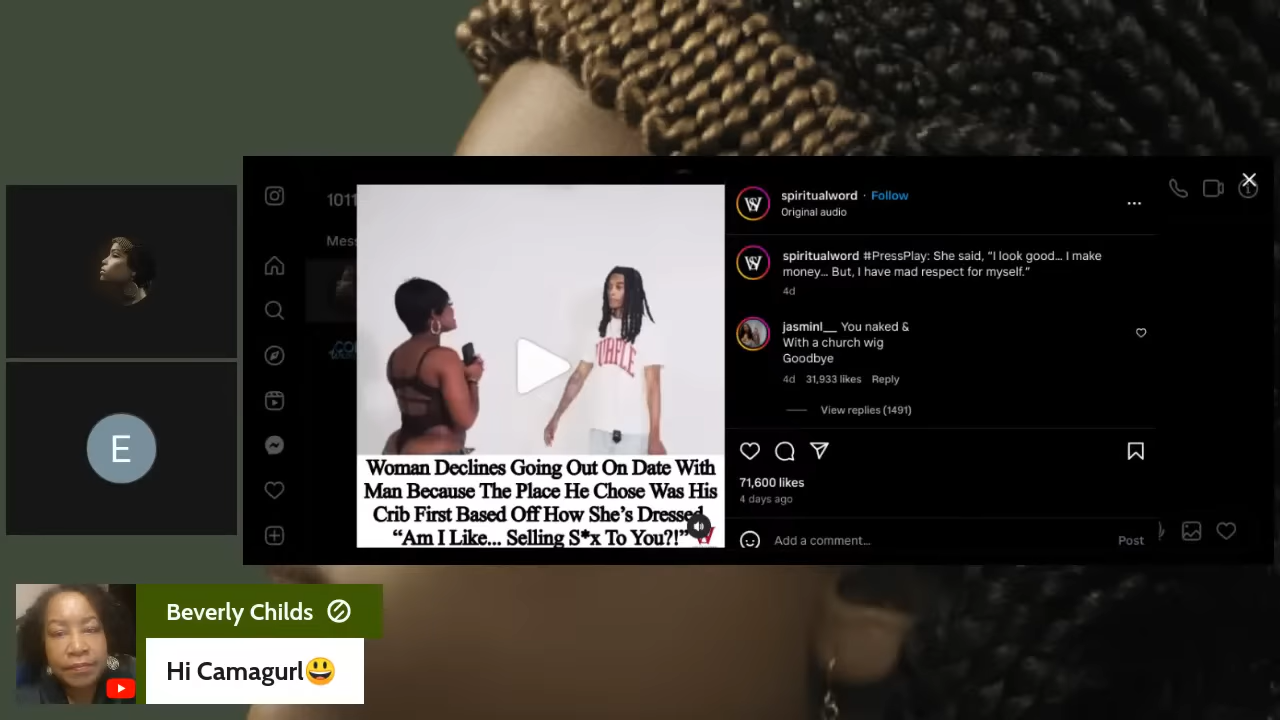 1011
Mess
E
URPLE
Woman Declines Going Out On Date With
Man Because The Place He Chose Was His
Crib First Based Off How She’s Dressed
“Am I Like... Selling S*x To You?!”
spiritualword · Follow
Original audio
spiritualword #PressPlay: She said, “I look good… I make
money… But, I have mad respect for myself.”
4d
jasminl__ You naked &
With a church wig
Goodbye
4d 31,933 likes Reply
View replies (1491)
71,600 likes
4 days ago
Add a comment…
Post
Beverly Childs
Hi Camagurl😃